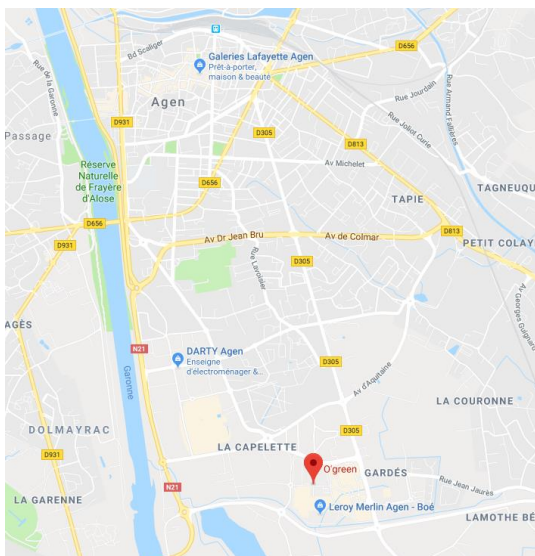 D656
Bd Scaliger
Galeries Lafayette Agen
Prêt-à-porter,
maison & beauté
Rue de la Garonne
Rue Jourdain
Rue Armand Fallières
Agen
D931
D305
Rue Joliot Curie
Passage
D813
Av Michelet
Réserve
Naturelle
de Frayère
d'Alose
D656
TAGNEUQ
TAPIE
D656
Av Dr Jean Bru
Av de Colmar
D813
D931
PETIT COLAY
Rue Lavoisier
D305
Av Georges Guignard
AGÈS
N21
DARTY Agen
Enseigne
d'électroménager &...
Garonne
D305
Av d'Aquitaine
LA COURONNE
DOLMAYRAC
D305
LA CAPELETTE
D931
O'green
GARDÈS
Rue Jean Jaurès
N21
LA GARENNE
Leroy Merlin Agen - Boé
LAMOTHE BÉ